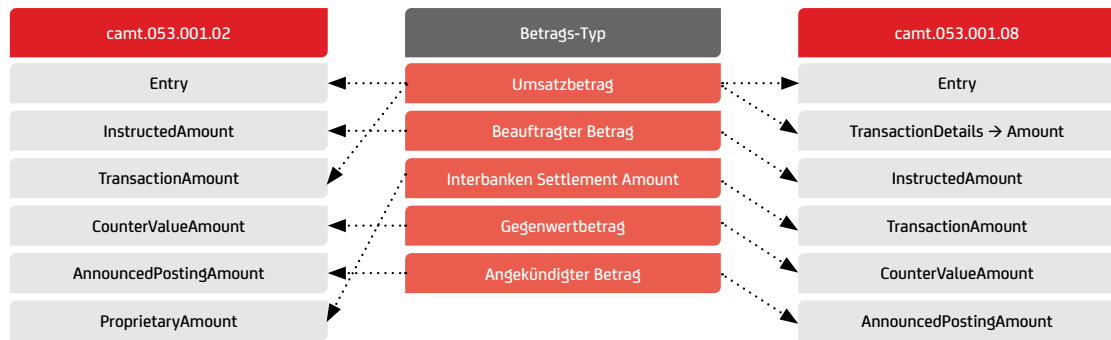 camt.053.001.02 Betrags-Typ camt.053.001.08
Entry Umsatzbetrag Entry
InstructedAmount Beauftragter Betrag TransactionDetails → Amount
TransactionAmount Interbanken Settlement Amount InstructedAmount
CounterValueAmount Gegenwertbetrag TransactionAmount
AnnouncedPostingAmount Angekündigter Betrag CounterValueAmount
ProprietaryAmount AnnouncedPostingAmount